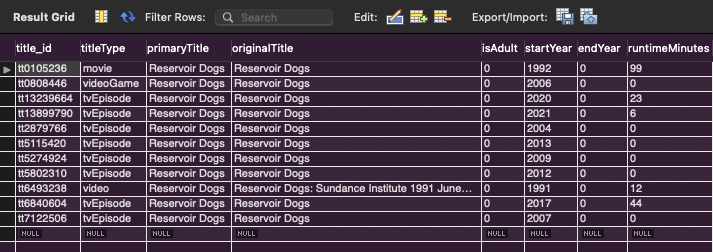 Result Grid Filter Rows: Search Edit: Export/Import:
title_id titleType primaryTitle originalTitle isAdult startYear endYear runtimeMinutes
tt0105236 movie Reservoir Dogs Reservoir Dogs 0 1992 0 99
tt0808446 videoGame Reservoir Dogs Reservoir Dogs 0 2006 0 0
tt13239664 tvEpisode Reservoir Dogs Reservoir Dogs 0 2020 0 23
tt13899790 tvEpisode Reservoir Dogs Reservoir Dogs 0 2021 0 6
tt2879766 tvEpisode Reservoir Dogs Reservoir Dogs 0 2004 0 0
tt5115420 tvEpisode Reservoir Dogs Reservoir Dogs 0 2013 0 0
tt5274924 tvEpisode Reservoir Dogs Reservoir Dogs 0 2009 0 0
tt5802310 tvEpisode Reservoir Dogs Reservoir Dogs 0 2012 0 0
tt6493238 video Reservoir Dogs Reservoir Dogs: Sundance Institute 1991 June... 0 1991 0 12
tt6840604 tvEpisode Reservoir Dogs Reservoir Dogs 0 2017 0 44
tt7122506 tvEpisode Reservoir Dogs Reservoir Dogs 0 2007 0 0
NULL NULL NULL NULL NULL NULL NULL NULL